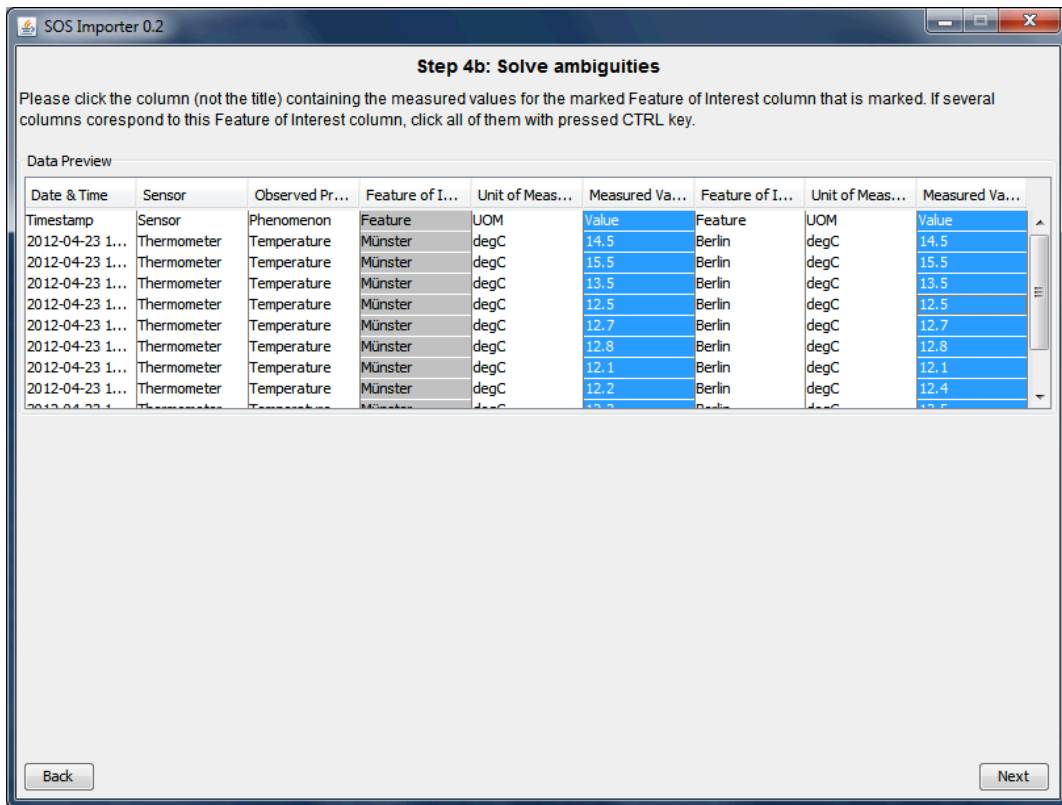 SOS Importer 0.2
Step 4b: Solve ambiguities
Please click the column (not the title) containing the measured values for the marked Feature of Interest column that is marked. If several
columns corespond to this Feature of Interest column, click all of them with pressed CTRL key.
Data Preview
Date & Time Sensor Observed Pr... Feature of I... Unit of Meas... Measured Va... Feature of I... Unit of Meas... Measured Va...
Timestamp Sensor Phenomenon Feature UOM Value Feature UOM Value
2012-04-23 1... Thermometer Temperature Münster degC 14.5 Berlin degC 14.5
2012-04-23 1... Thermometer Temperature Münster degC 15.5 Berlin degC 15.5
2012-04-23 1... Thermometer Temperature Münster degC 13.5 Berlin degC 13.5
2012-04-23 1... Thermometer Temperature Münster degC 12.5 Berlin degC 12.5
2012-04-23 1... Thermometer Temperature Münster degC 12.7 Berlin degC 12.7
2012-04-23 1... Thermometer Temperature Münster degC 12.8 Berlin degC 12.8
2012-04-23 1... Thermometer Temperature Münster degC 12.1 Berlin degC 12.1
2012-04-23 1... Thermometer Temperature Münster degC 12.2 Berlin degC 12.4
Back Next